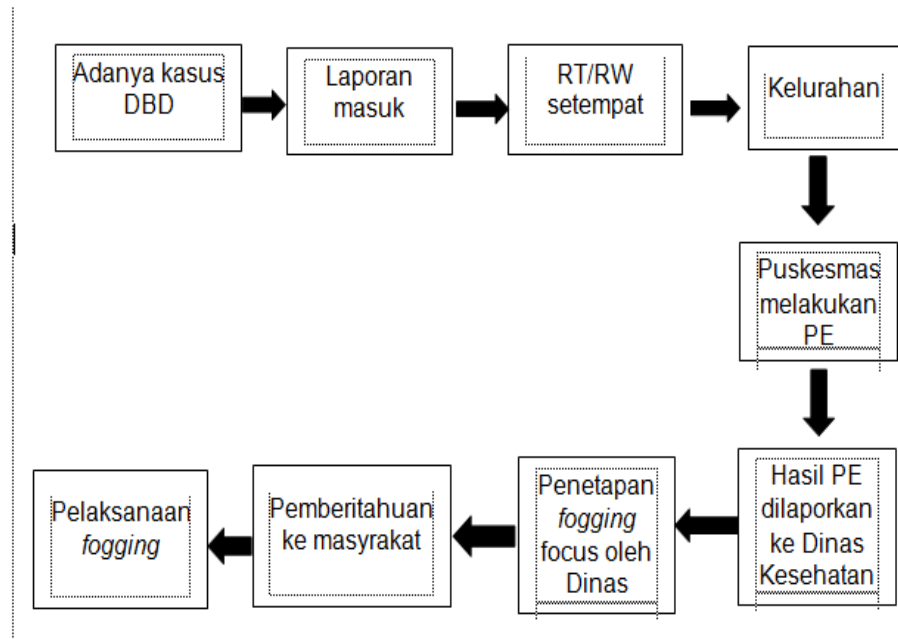 Adanya kasus
DBD
Laporan
masuk
RT/RW
setempat
Kelurahan
Puskesmas
melakukan
PE
Hasil PE
dilaporkan
ke Dinas
Kesehatan
Penetapan
fogging
focus oleh
Dinas
Pemberitahuan
ke masyrakat
Pelaksanaan
fogging